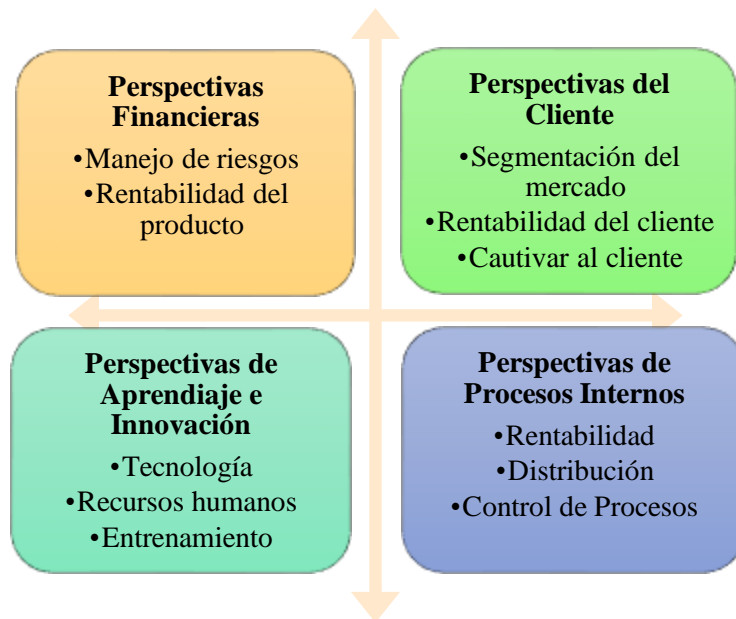 Perspectivas
Financieras
•Manejo de riesgos
•Rentabilidad del
producto
Perspectivas del
Cliente
•Segmentación del
mercado
•Rentabilidad del cliente
•Cautivar al cliente
Perspectivas de
Aprendiaje e
Innovación
•Tecnología
•Recursos humanos
•Entrenamiento
Perspectivas de
Procesos Internos
•Rentabilidad
•Distribución
•Control de Procesos